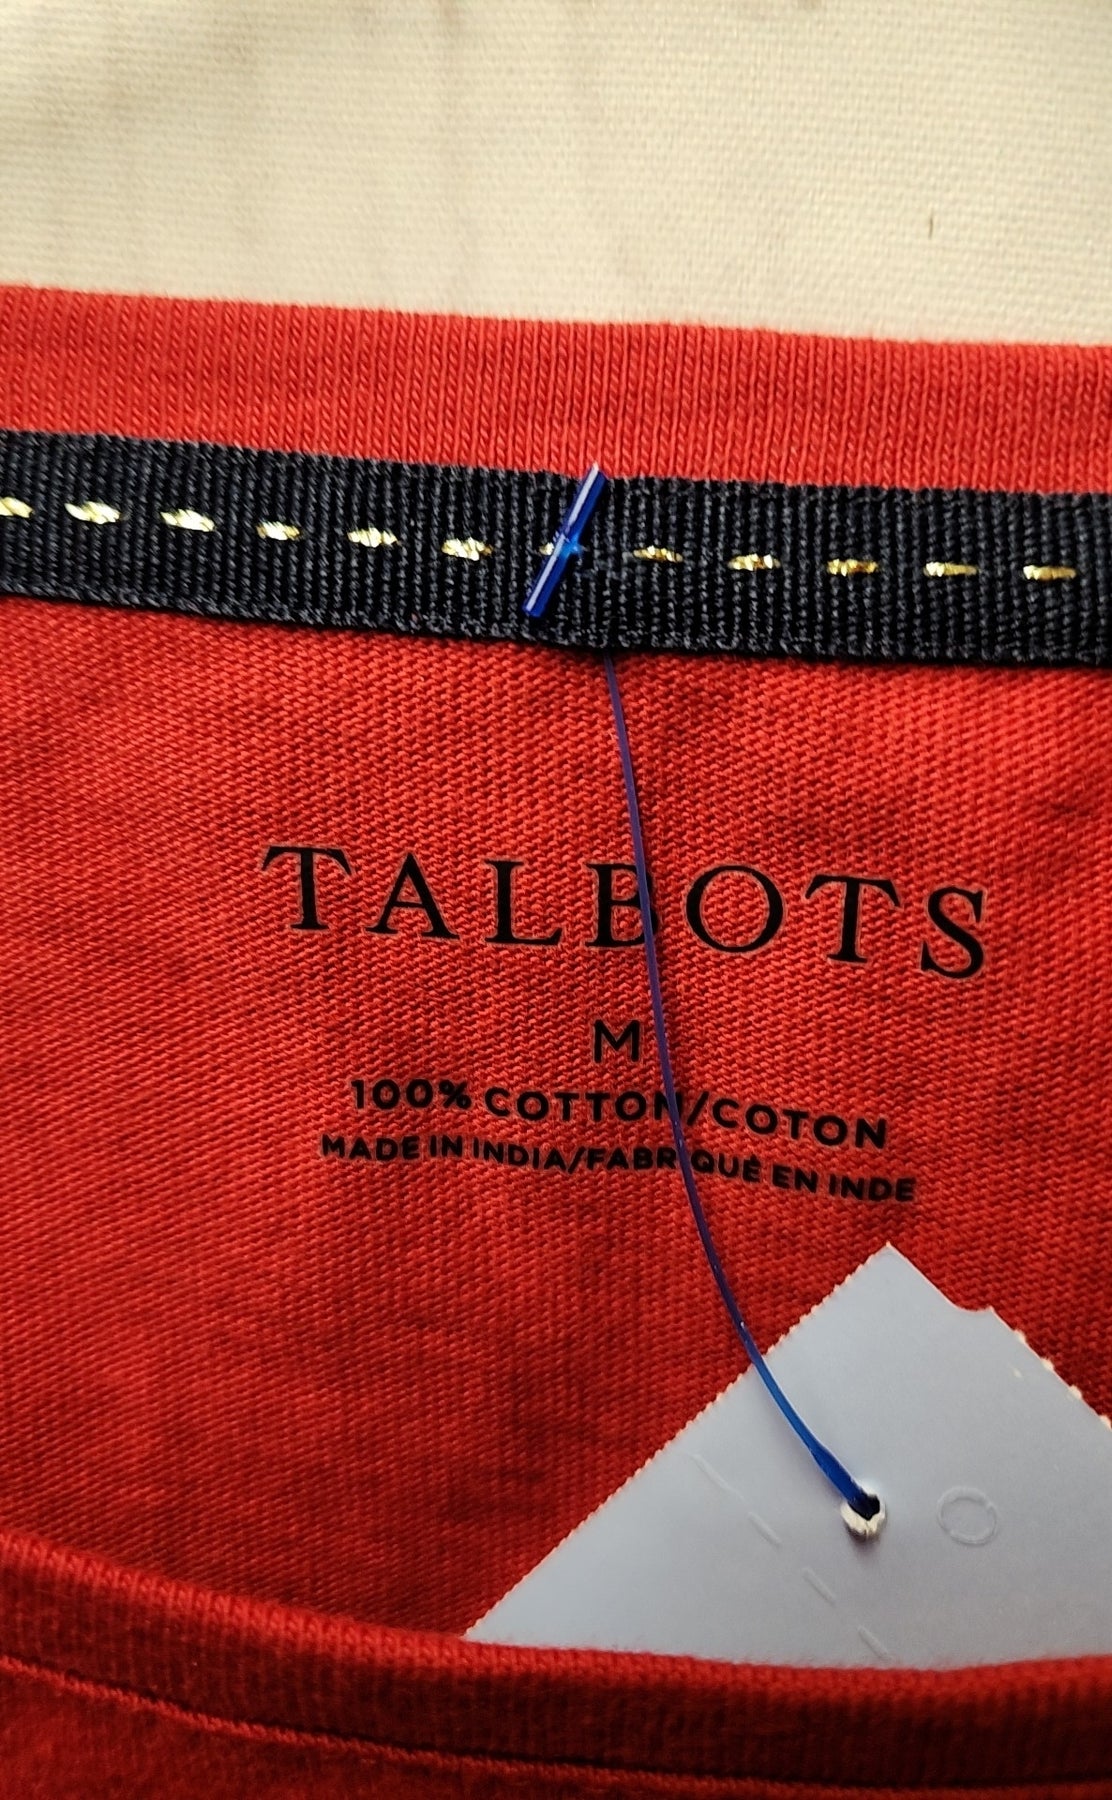 TALBOTS
M
100% COTTON/COTON
MADE IN INDIA/FABRIQUÉ EN INDE